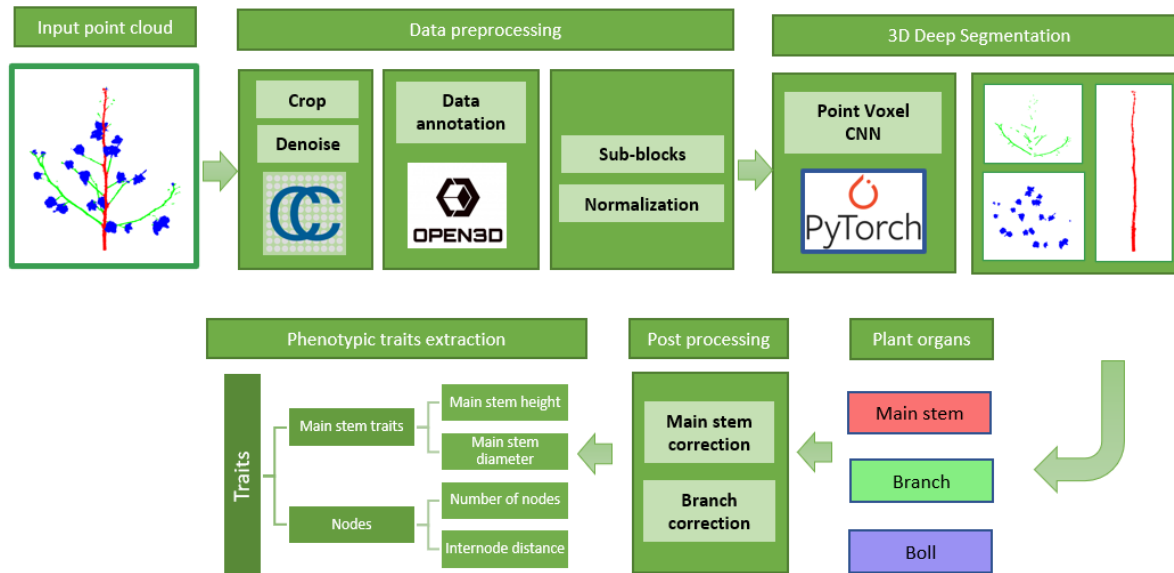 Input point cloud
Data preprocessing
3D Deep Segmentation
Crop
Denoise
CC
Data
annotation
OPEN3D
Sub-blocks
Normalization
Point Voxel
CNN
PyTorch
Phenotypic traits extraction
Post processing
Plant organs
Traits
Main stem traits
Main stem height
Main stem
diameter
Nodes
Number of nodes
Internode distance
Main stem
correction
Branch
correction
Main stem
Branch
Boll